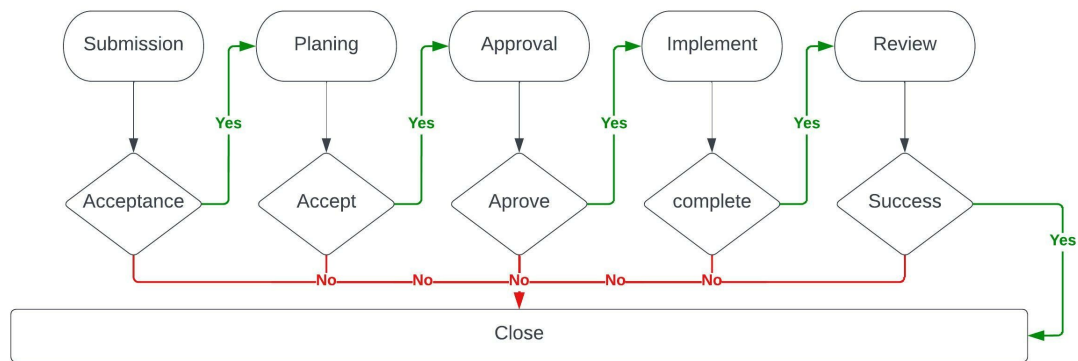 Submission
Planing
Approval
Implement
Review
Yes
Yes
Yes
Yes
Acceptance
Accept
Aprove
complete
Success
Yes
No
No
No
No
No
Close